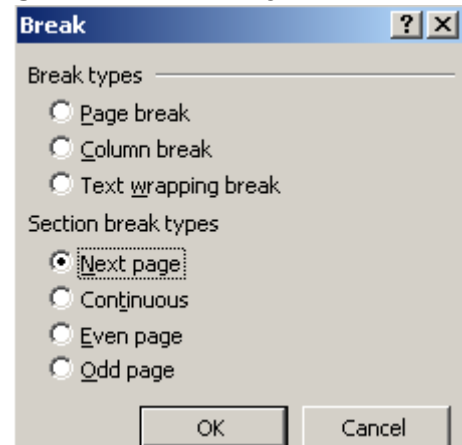 Break
Break types
Page break
Column break
Text wrapping break
Section break types
Next page
Continuous
Even page
Odd page
OK Cancel